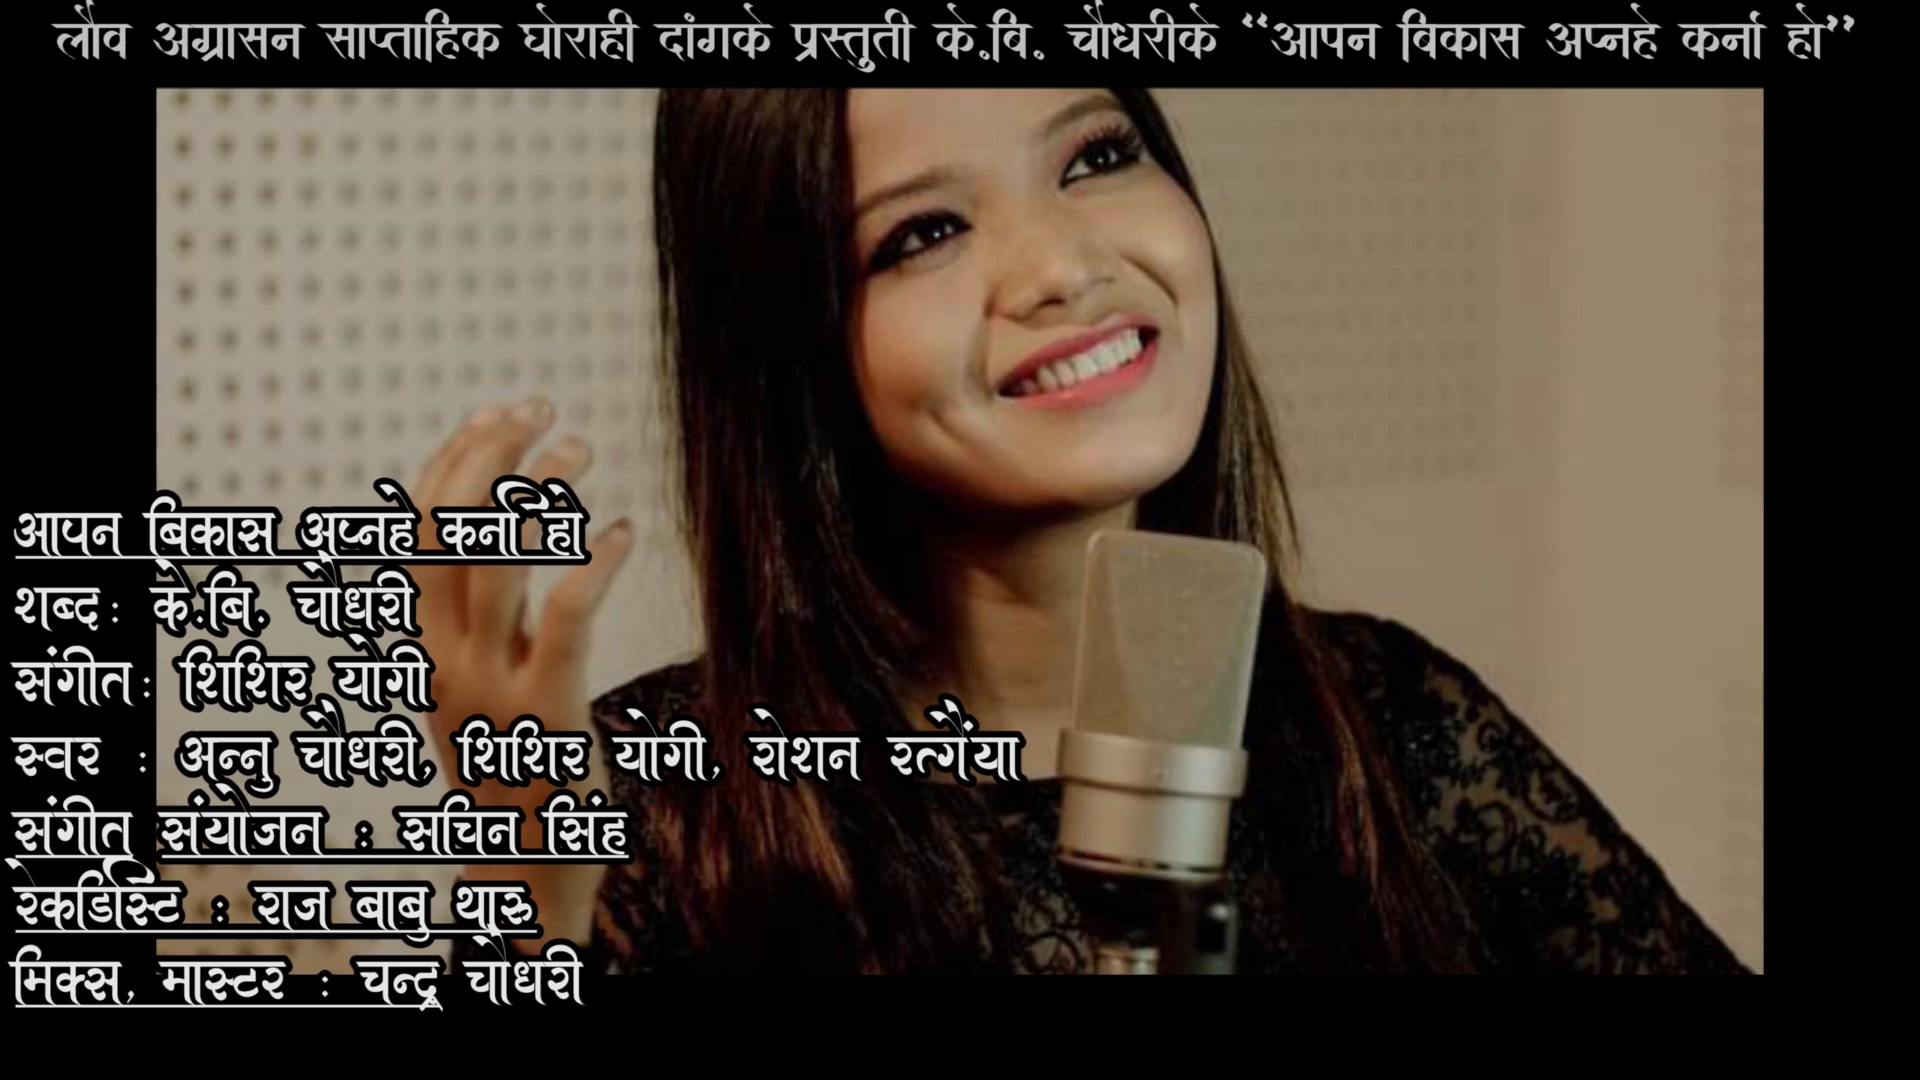 लौव अग्रासन साप्ताहिक घोराही दांगके प्रस्तुती के.बि. चौधरीके “आपन बिकास अप्नहे कर्ना हो”
आपन बिकास अप्नहे कर्ना हो
शब्दः के.बि. चौधरी
संगीतः शिशिर योगी
स्वर : अन्नु चौधरी, शिशिर योगी, रोशन रत्गैंया
संगीत संयोजन : सचिन सिंह
रेकर्डिस्टि : राज बाबु थारु
मिक्स, मास्टर : चन्द्र चौधरी